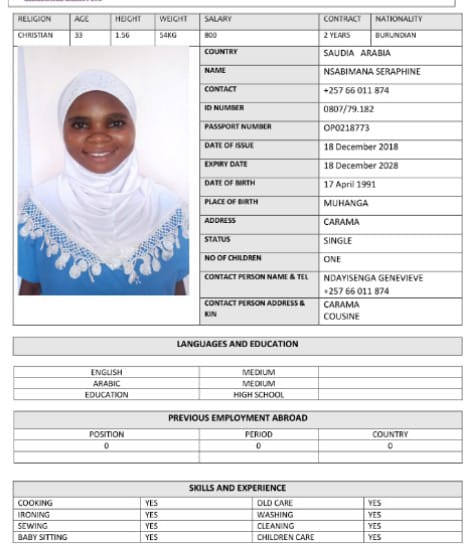 RELIGION AGE HEIGHT WEIGHT SALARY CONTRACT NATIONALITY
CHRISTIAN 33 1.56 54KG 800 2 YEARS BURUNDIAN
COUNTRY SAUDIA ARABIA
NAME NSABIMANA SERAPHINE
CONTACT +257 66 011 874
ID NUMBER 0807/79.182
PASSPORT NUMBER OP0218773
DATE OF ISSUE 18 December 2018
EXPIRY DATE 18 December 2028
DATE OF BIRTH 17 April 1991
PLACE OF BIRTH MUHANGA
ADDRESS CARAMA
STATUS SINGLE
NO OF CHILDREN ONE
CONTACT PERSON NAME & TEL NDAYISENGA GENEVIEVE
+257 66 011 874
CONTACT PERSON ADDRESS & CARAMA
KIN COUSINE
LANGUAGES AND EDUCATION
ENGLISH MEDIUM
ARABIC MEDIUM
EDUCATION HIGH SCHOOL
PREVIOUS EMPLOYMENT ABROAD
POSITION PERIOD COUNTRY
0 0 0
SKILLS AND EXPERIENCE
COOKING YES OLD CARE YES
IRONING YES WASHING YES
SEWING YES CLEANING YES
BABY SITTING YES CHILDREN CARE YES